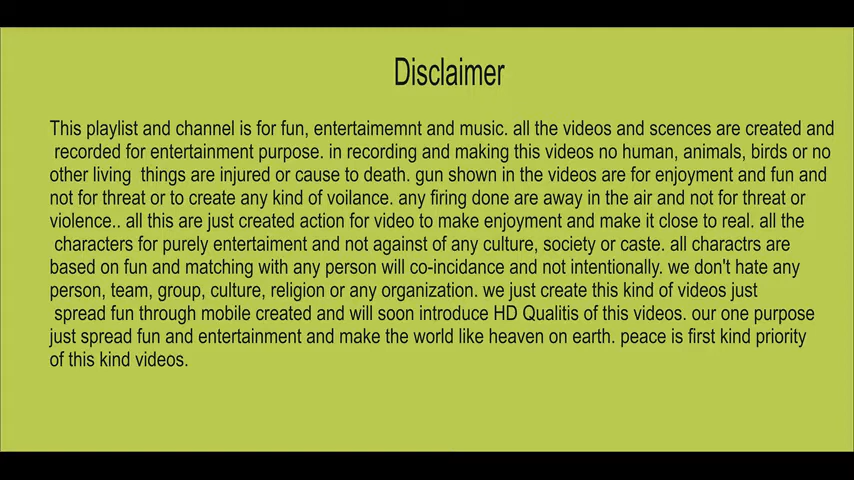 Disclaimer
This playlist and channel is for fun, entertaimemnt and music. all the videos and scences are created and
recorded for entertainment purpose. in recording and making this videos no human, animals, birds or no
other living things are injured or cause to death. gun shown in the videos are for enjoyment and fun and
not for threat or to create any kind of voilance. any firing done are away in the air and not for threat or
violence.. all this are just created action for video to make enjoyment and make it close to real. all the
characters for purely entertaiment and not against of any culture, society or caste. all charactrs are
based on fun and matching with any person will co-incidance and not intentionally. we don't hate any
person, team, group, culture, religion or any organization. we just create this kind of videos just
spread fun through mobile created and will soon introduce HD Qualitis of this videos. our one purpose
just spread fun and entertainment and make the world like heaven on earth. peace is first kind priority
of this kind videos.